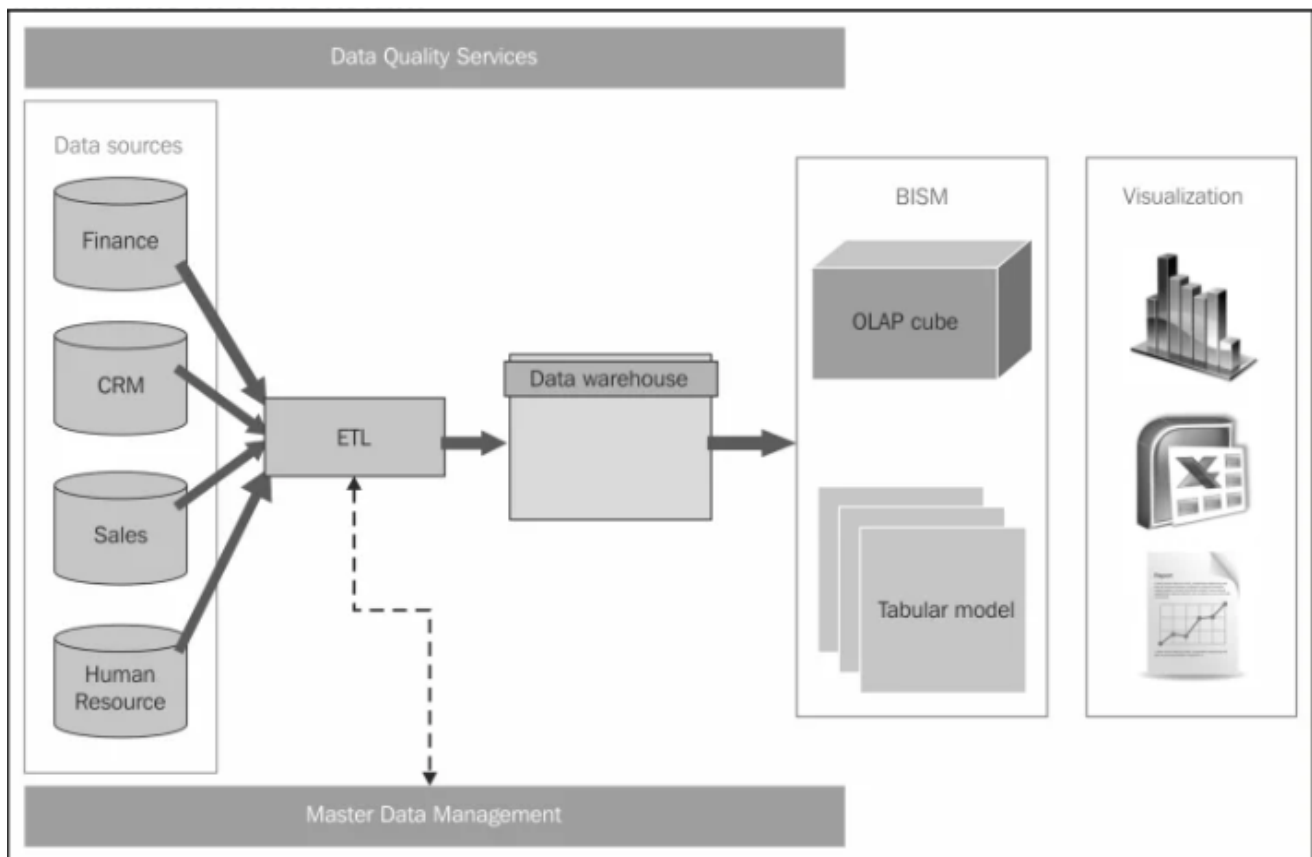 Data Quality Services
Data sources
Finance
CRM
Sales
Human
Resource
ETL
Data warehouse
BISM
OLAP cube
Tabular model
Visualization
Master Data Management